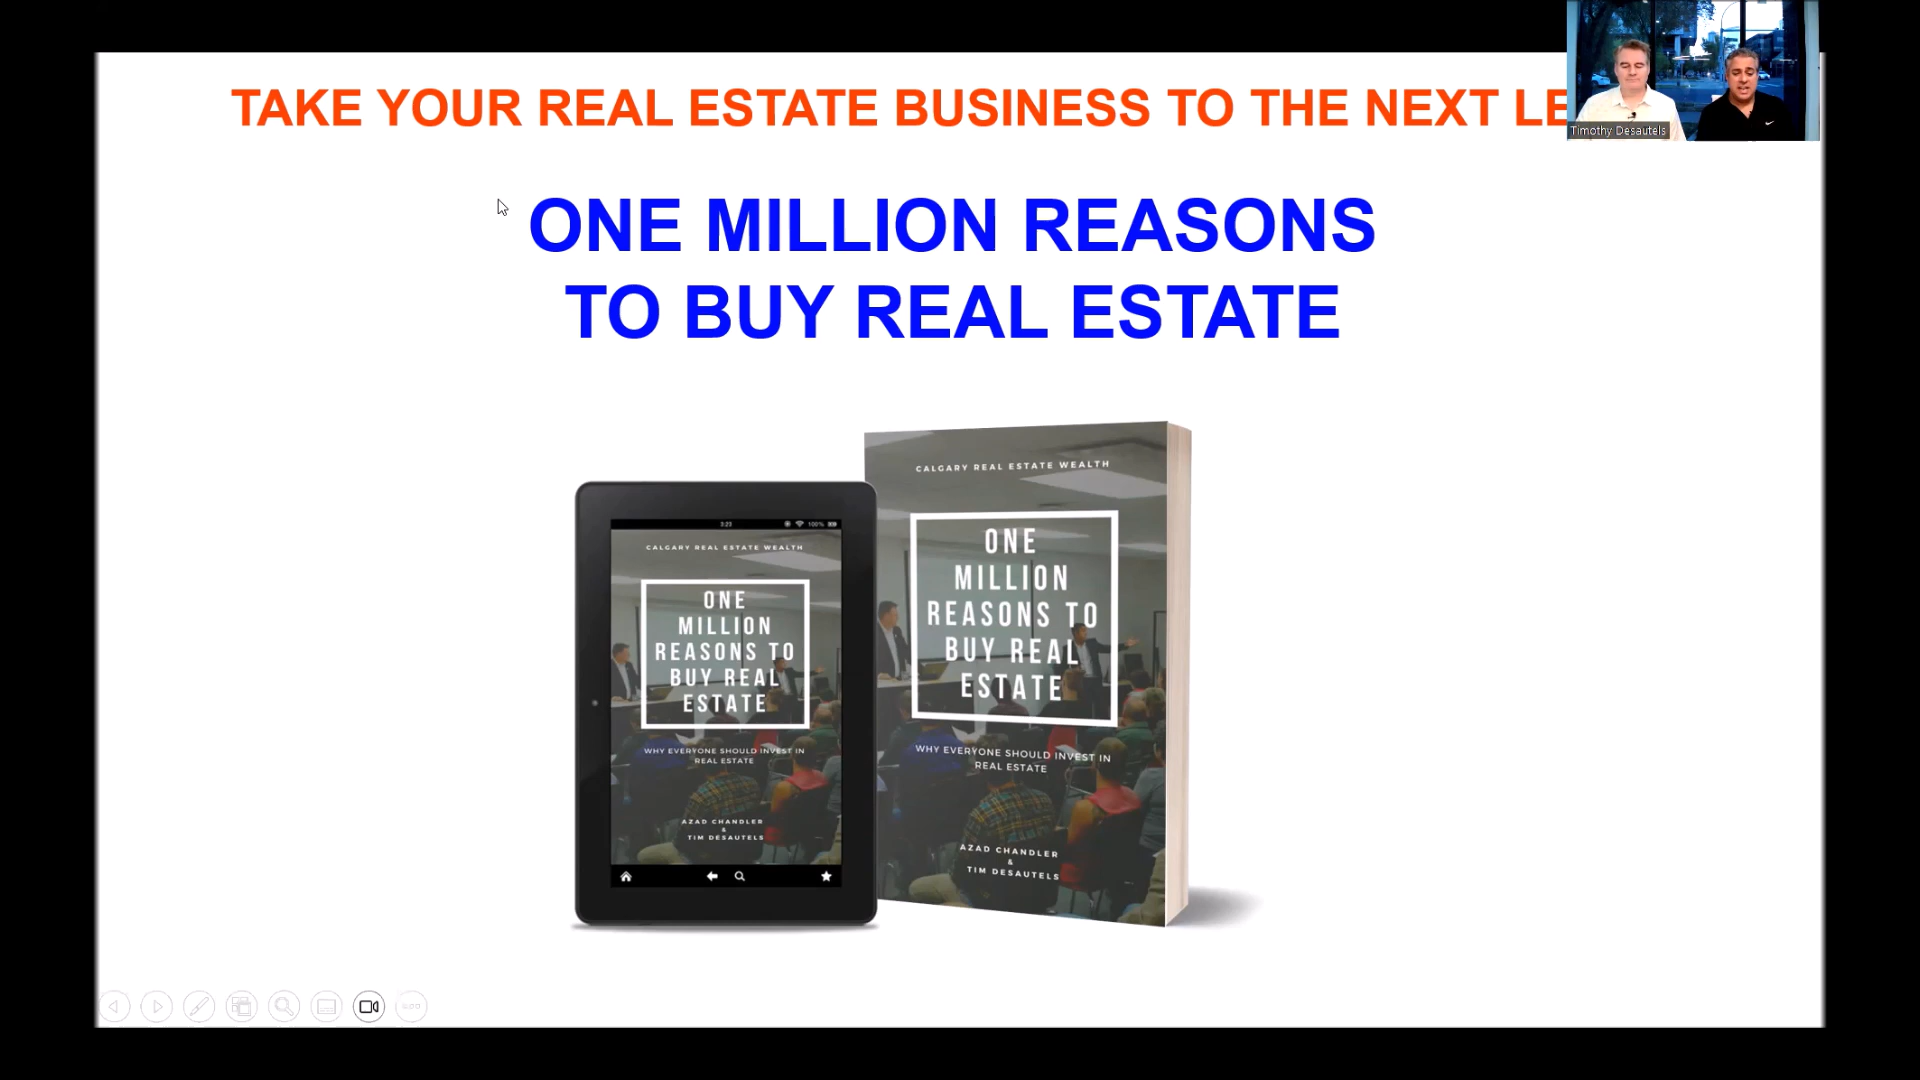 TAKE YOUR REAL ESTATE BUSINESS TO THE NEXT LE
Timothy Desautels
ONE MILLION REASONS
TO BUY REAL ESTATE
CALGARY REAL ESTATE WEALTH
ONE
MILLION
REASONS TO
BUY REAL
ESTATE
WHY EVERYONE SHOULD INVEST IN
REAL ESTATE
AZAD CHANDLER
&
TIM DESAUTELS
3:23
100%
CALGARY REAL ESTATE WEALTH
ONE
MILLION
REASONS TO
BUY REAL
ESTATE
WHY EVERYONE SHOULD INVEST IN
REAL ESTATE
AZAD CHANDLER
&
TIM DESAUTELS